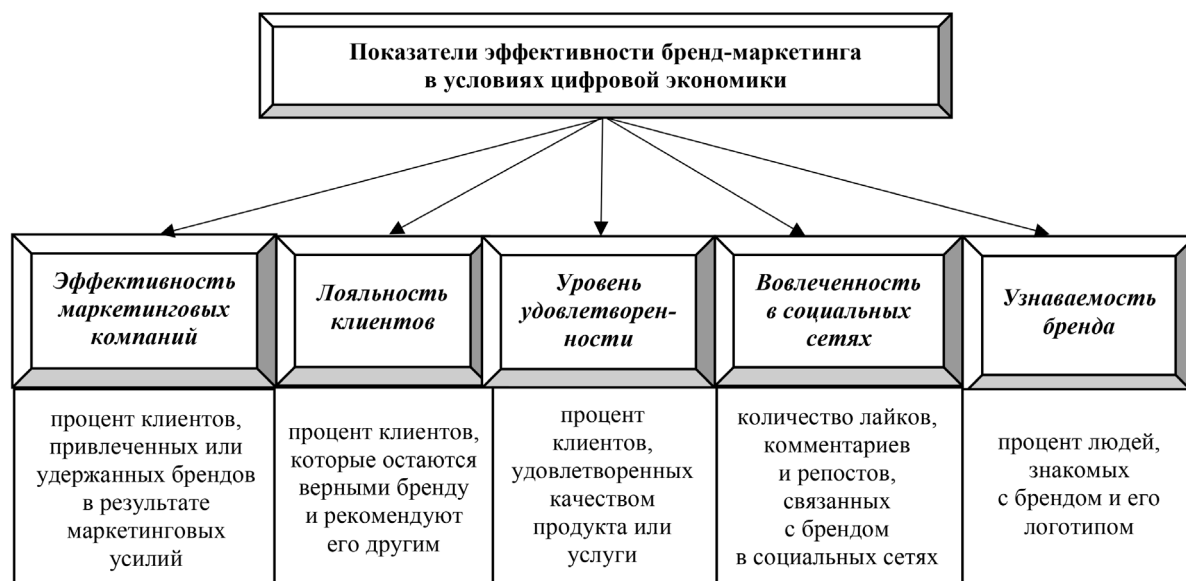 Показатели эффективности бренд-маркетинга
в условиях цифровой экономики
Эффективность
маркетинговых
компаний
Лояльность
клиентов
Уровень
удовлетворен-
ности
Вовлеченность
в социальных
сетях
Узнаваемость
бренда
процент клиентов,
привлеченных или
удержанных брендов
в результате
маркетинговых
усилий
процент клиентов,
которые остаются
верными бренду
и рекомендуют
его другим
процент
клиентов,
удовлетворенных
качеством
продукта или
услуги
количество лайков,
комментариев
и репостов,
связанных
с брендом
в социальных сетях
процент людей,
знакомых
с брендом и его
логотипом